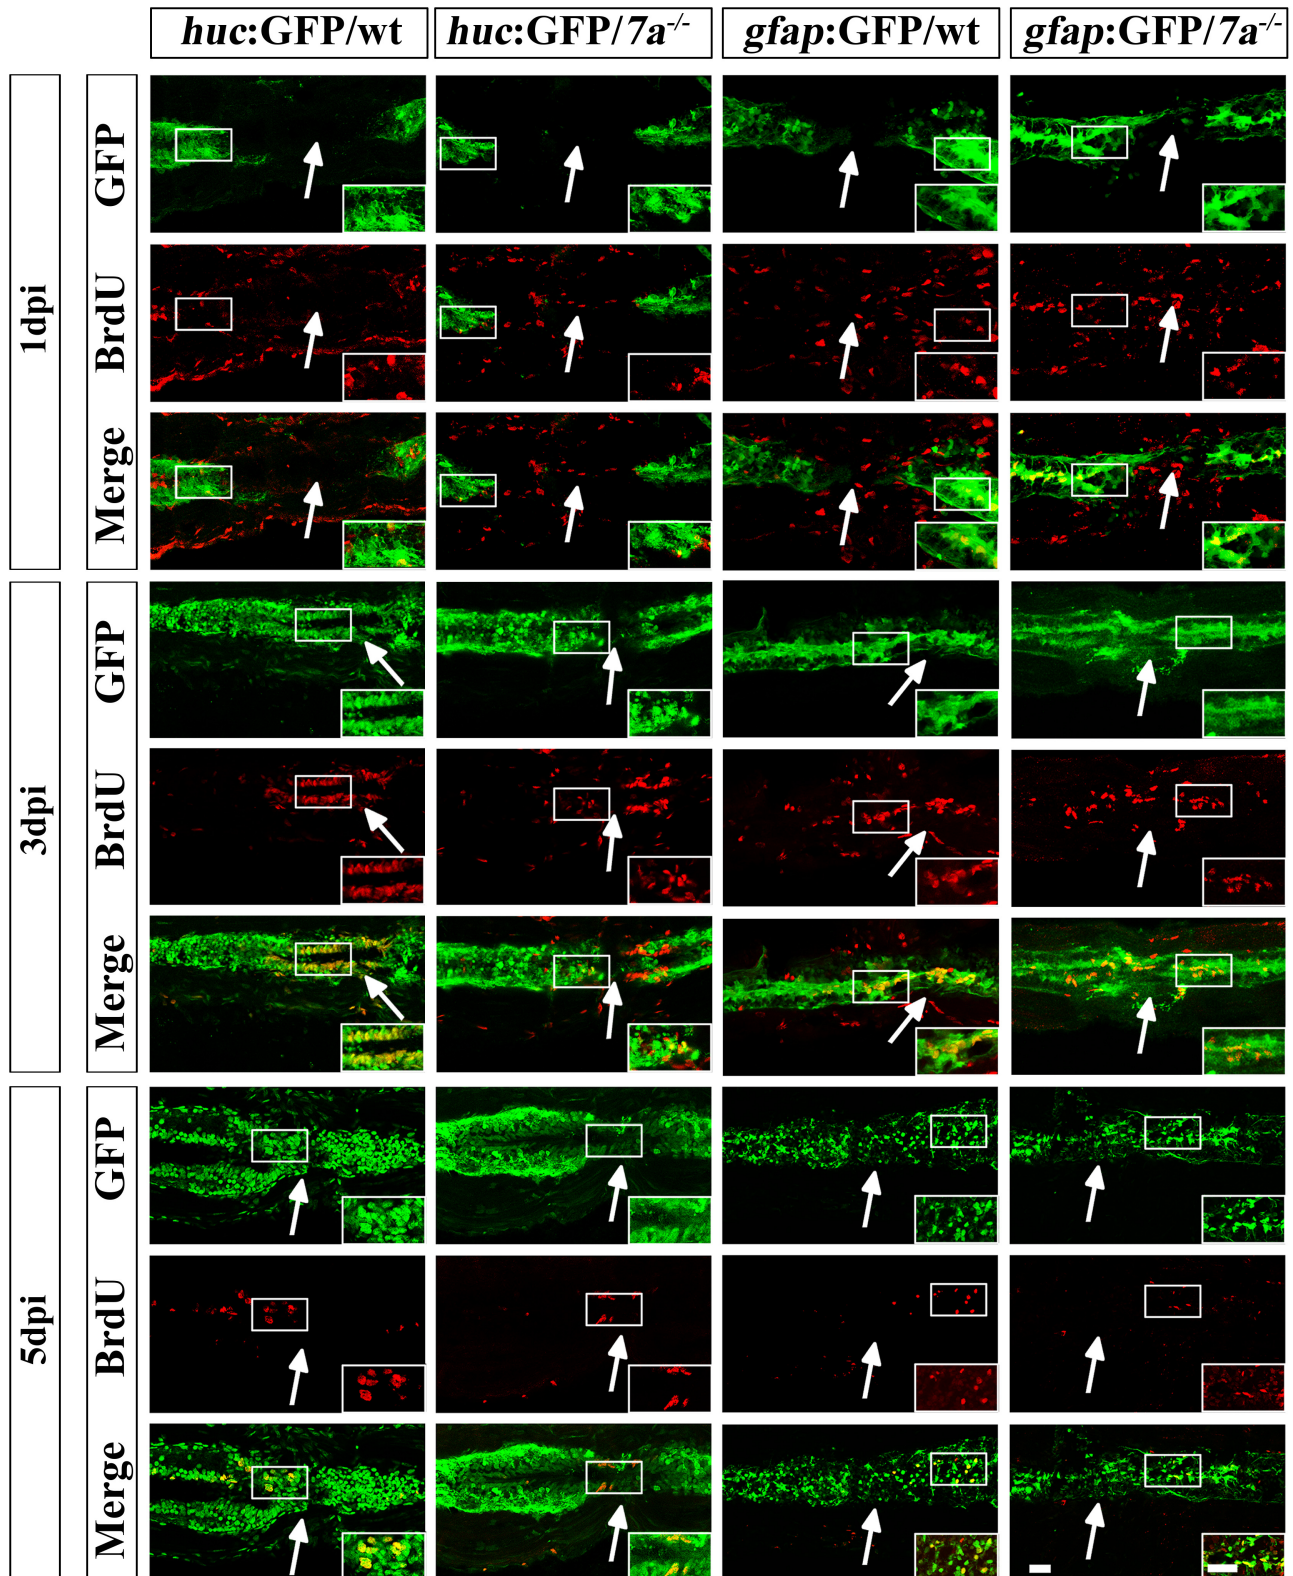 huc:GFP/wt
huc:GFP/7a-/-
gfap:GFP/wt
gfap:GFP/7a-/-
1dpi
GFP
BrdU
Merge
3dpi
GFP
BrdU
Merge
5dpi
GFP
BrdU
Merge